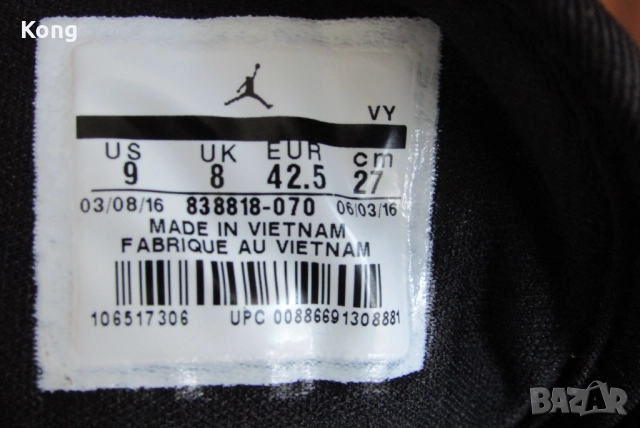 Kong
VY
US UK EUR cm
9 8 42.5 27
03/08/16 838818-070 06/03/16
MADE IN VIETNAM
FABRIQUE AU VIETNAM
106517306 UPC 00886691308881
BAZAR